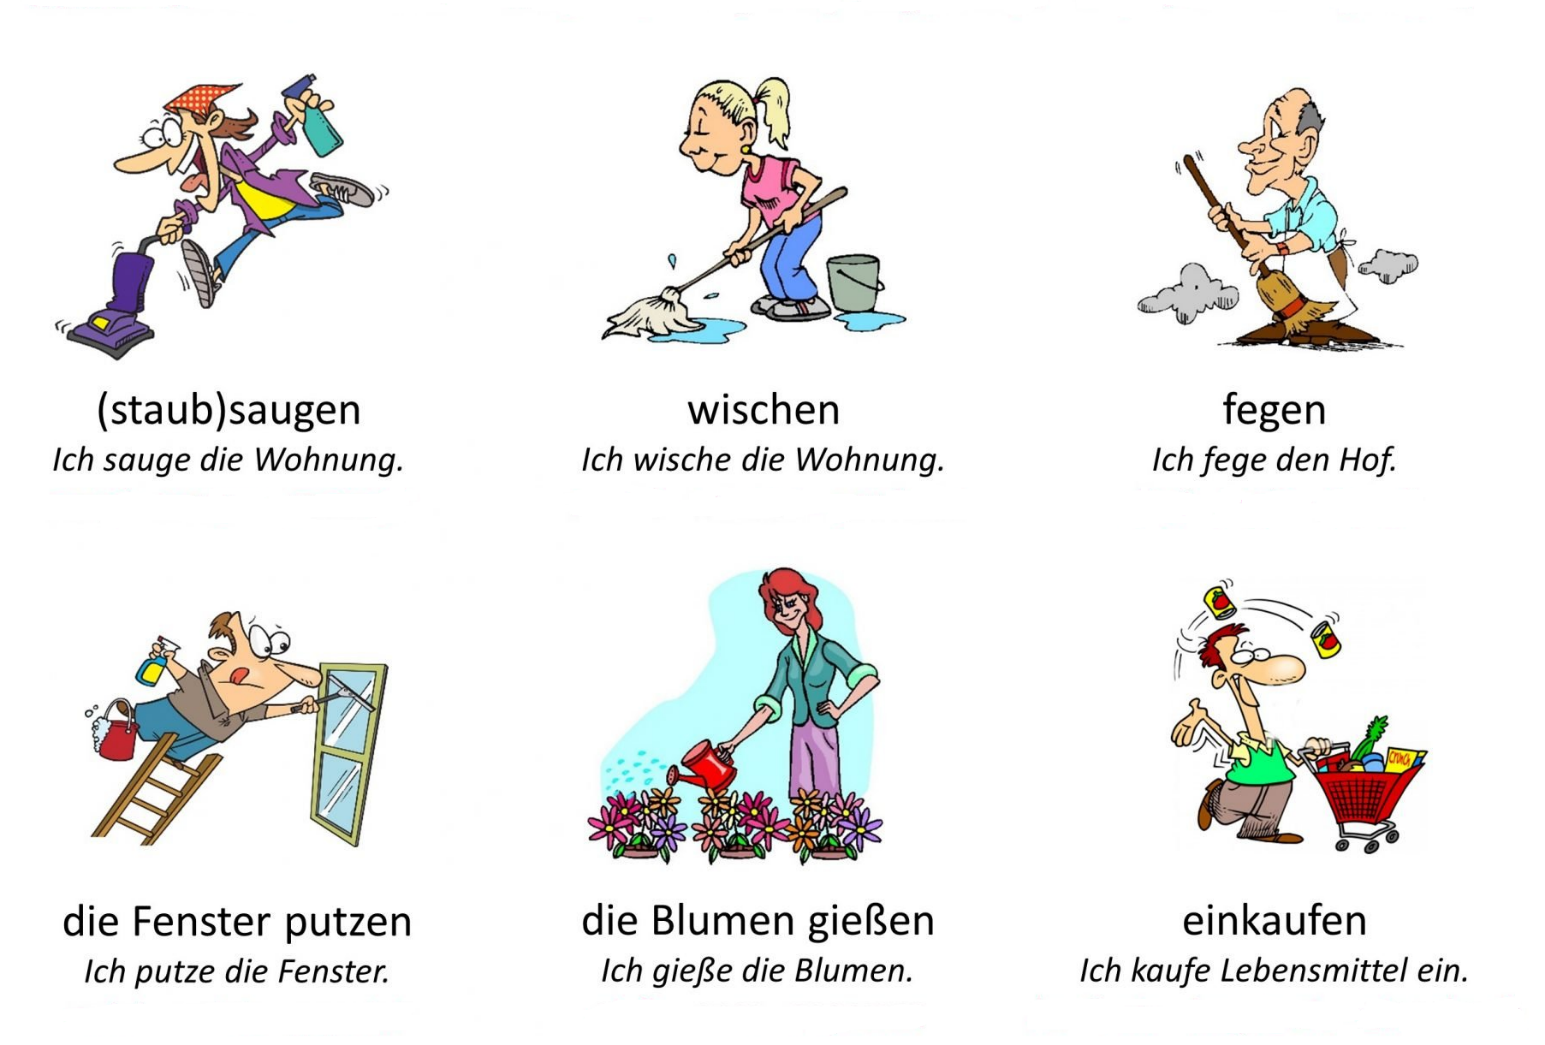 (staub)saugen
Ich sauge die Wohnung.
wischen
Ich wische die Wohnung.
fegen
Ich fege den Hof.
die Fenster putzen
Ich putze die Fenster.
die Blumen gießen
Ich gieße die Blumen.
CRUNCH
einkaufen
Ich kaufe Lebensmittel ein.